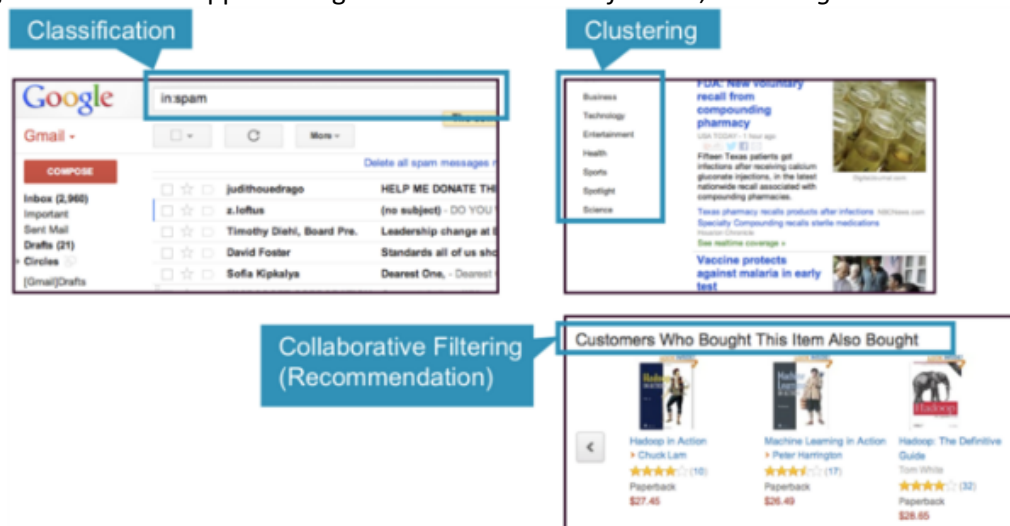 Classification
Clustering
Google
in:spam
Gmail
More
Delete all spam messages
COMPOSE
Inbox (2,960)
Important
Sent Mail
Drafts (21)
Circles
[Gmail]Drafts
judithouedrago HELP ME DONATE THI
a.loftus (no subject) - DO YOU
Timothy Diehl, Board Pre. Leadership change at
David Foster Standards all of us sho
Sofia Kipkalya Dearest One, - Dearest
Business
Technology
Entertainment
Health
Sports
Spotlight
Science
FDA: New voluntary
recall from
compounding
pharmacy
USA TODAY - 1 hour ago
Fifteen Texas patients got
infections after receiving calcium
gluconate injections, in the latest
nationwide recall associated with
compounding pharmacies.
Texas pharmacy recalls products after infections
Specialty Compounding recalls sterile medications
Houston Chronicle
See realtime coverage »
Vaccine protects
against malaria in early
test
Collaborative Filtering
(Recommendation)
Customers Who Bought This Item Also Bought
Hadoop in Action
Chuck Lam
(10)
Paperback
$27.45
Machine Learning in Action
Peter Harrington
(17)
Paperback
$26.49
Hadoop
Hadoop: The Definitive
Guide
Tom White
(32)
Paperback
$28.65